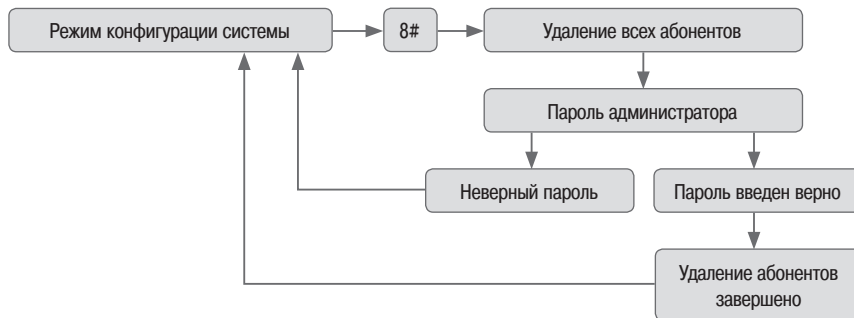 Режим конфигурации системы
8#
Удаление всех абонентов
Пароль администратора
Неверный пароль
Пароль введен верно
Удаление абонентов
завершено